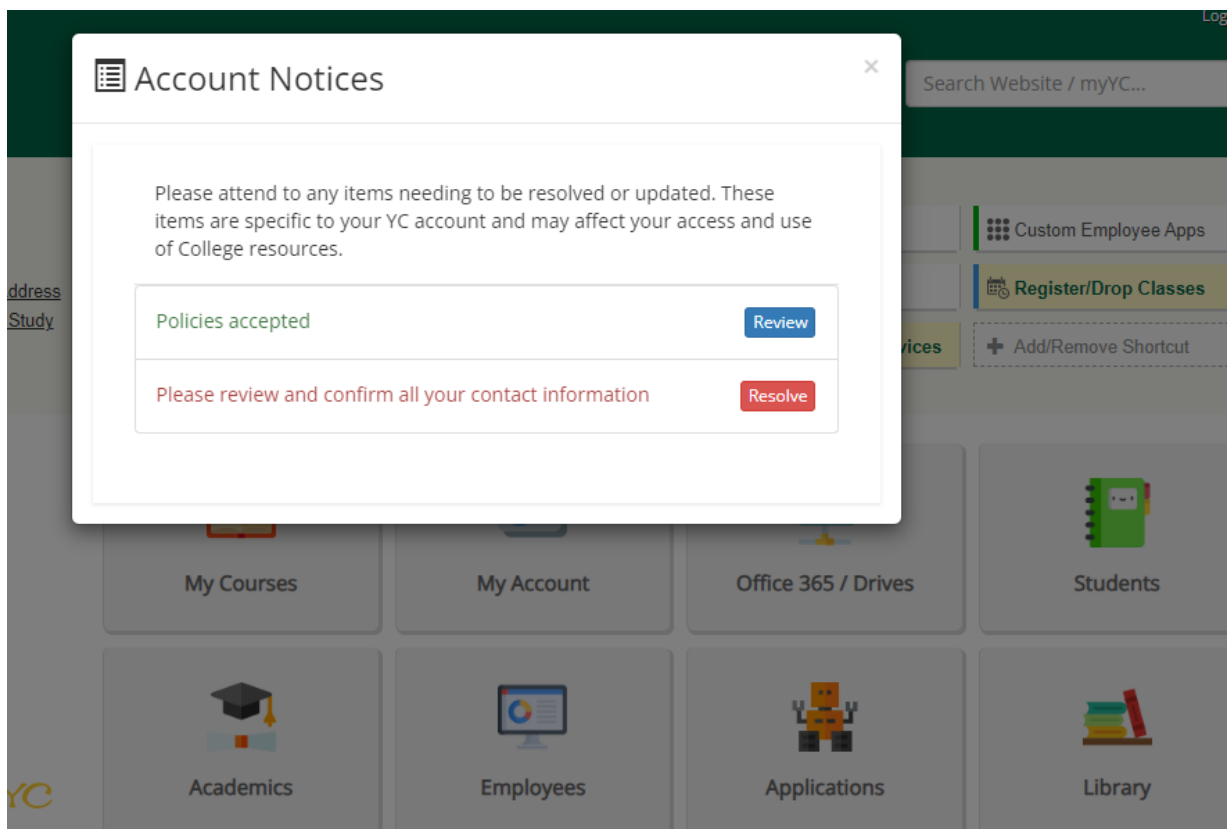 Log
Account Notices
×
Search Website / myYC...
Please attend to any items needing to be resolved or updated. These
items are specific to your YC account and may affect your access and use
of College resources.
Custom Employee Apps
ddress
Register/Drop Classes
Study
Policies accepted
Review
vices
Add/Remove Shortcut
Please review and confirm all your contact information
Resolve
My Courses
My Account
Office 365 / Drives
Students
YC
Academics
Employees
Applications
Library